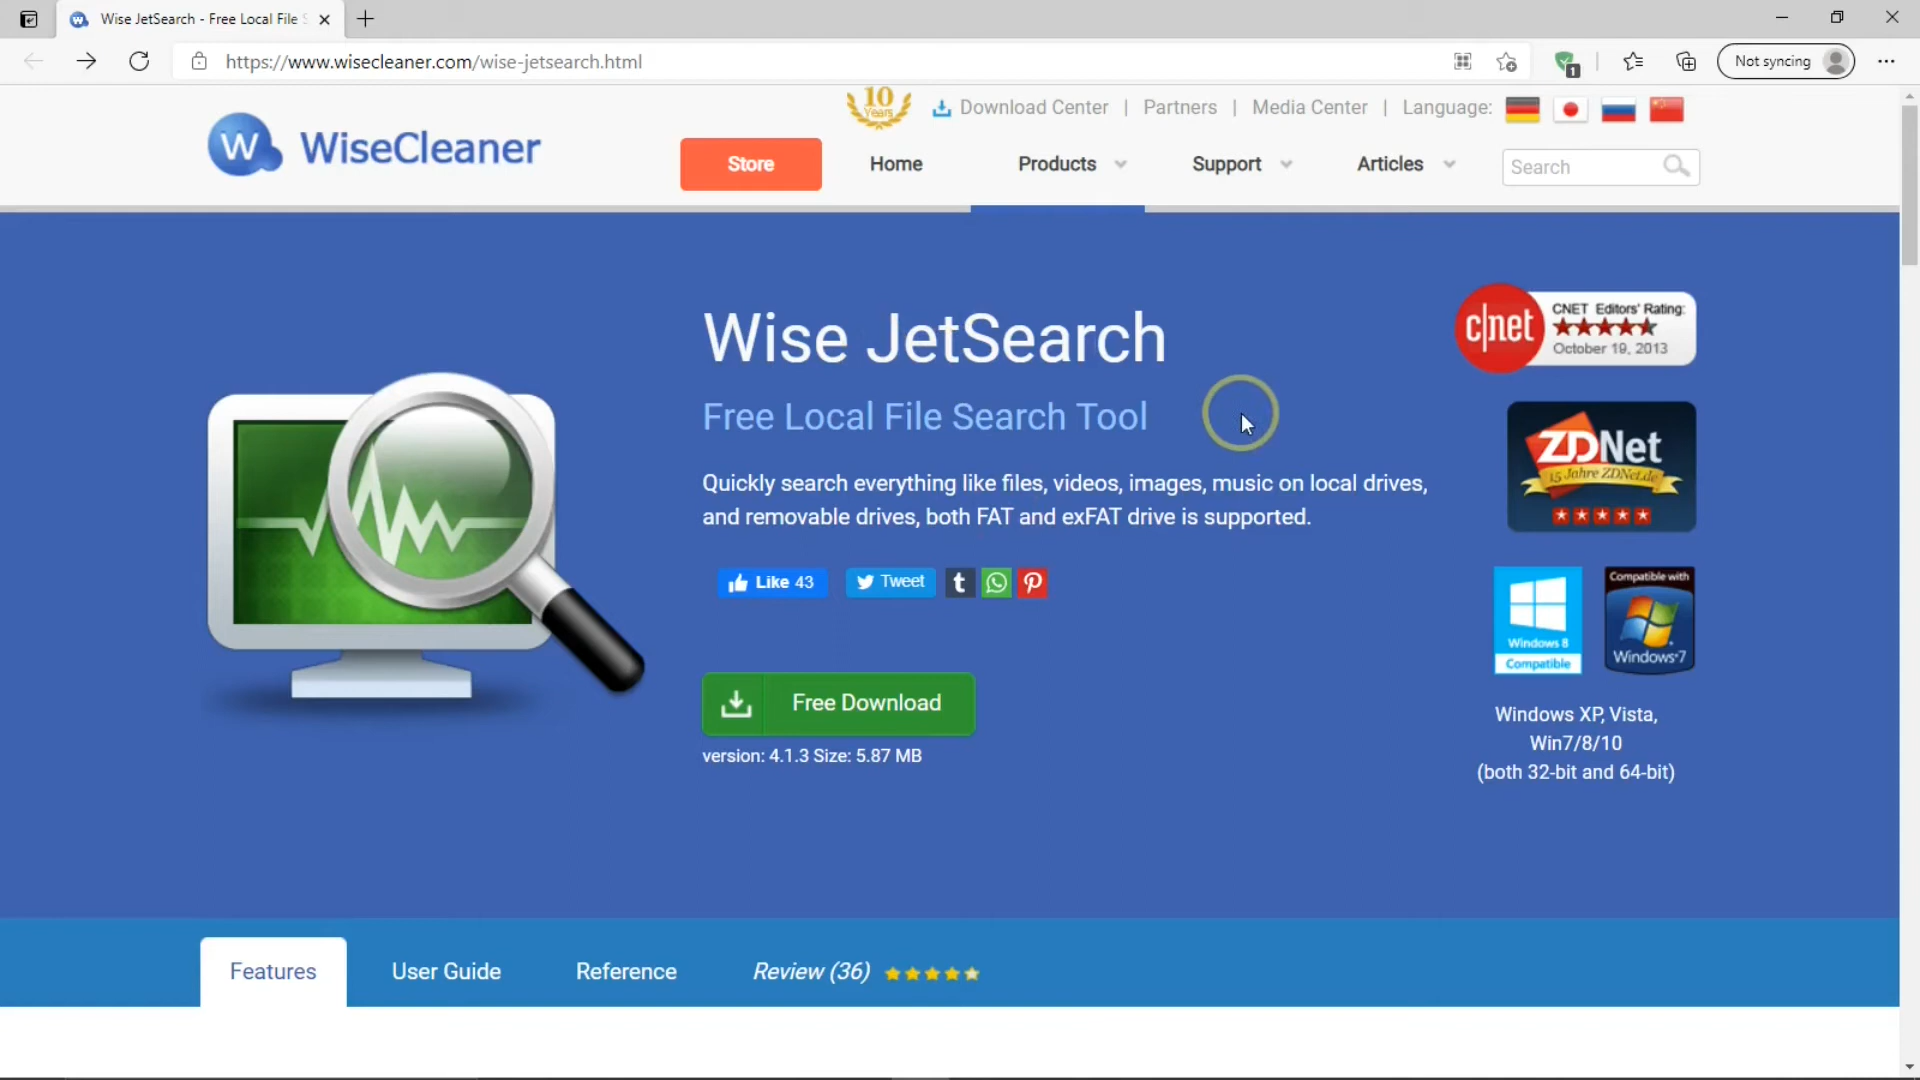 Wise JetSearch - Free Local File S
https://www.wisecleaner.com/wise-jetsearch.html
1
Not syncing
10 Years
Download Center | Partners | Media Center | Language:
W WiseCleaner
Store
Home
Products
Support
Articles
Search
Wise JetSearch
Free Local File Search Tool
Quickly search everything like files, videos, images, music on local drives,
and removable drives, both FAT and exFAT drive is supported.
Like 43
Tweet
Free Download
version: 4.1.3 Size: 5.87 MB
c|net
CNET Editors' Rating:
October 19, 2013
ZDNet
15 Jahre ZDNet.de
Windows 8
Compatible
Compatible with
Windows 7
Windows XP, Vista,
Win7/8/10
(both 32-bit and 64-bit)
Features
User Guide
Reference
Review (36)